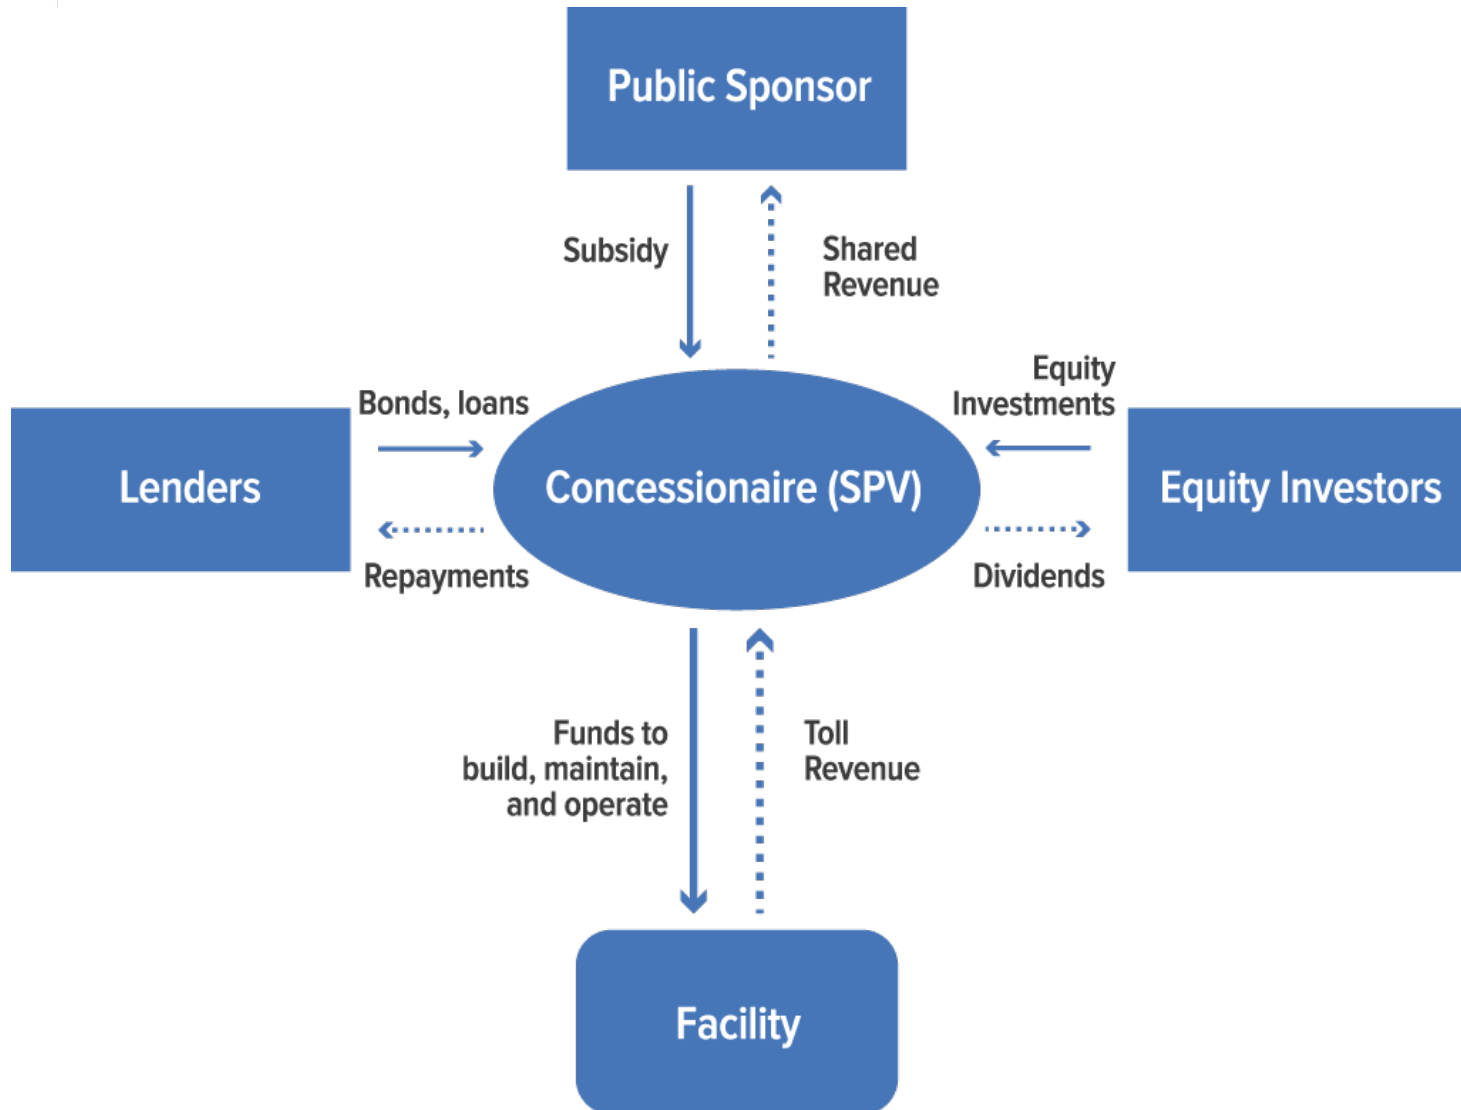 Public Sponsor
Subsidy
Shared
Revenue
Bonds, loans
Equity
Investments
Lenders
Concessionaire (SPV)
Equity Investors
Repayments
Dividends
Funds to
build, maintain,
and operate
Toll
Revenue
Facility